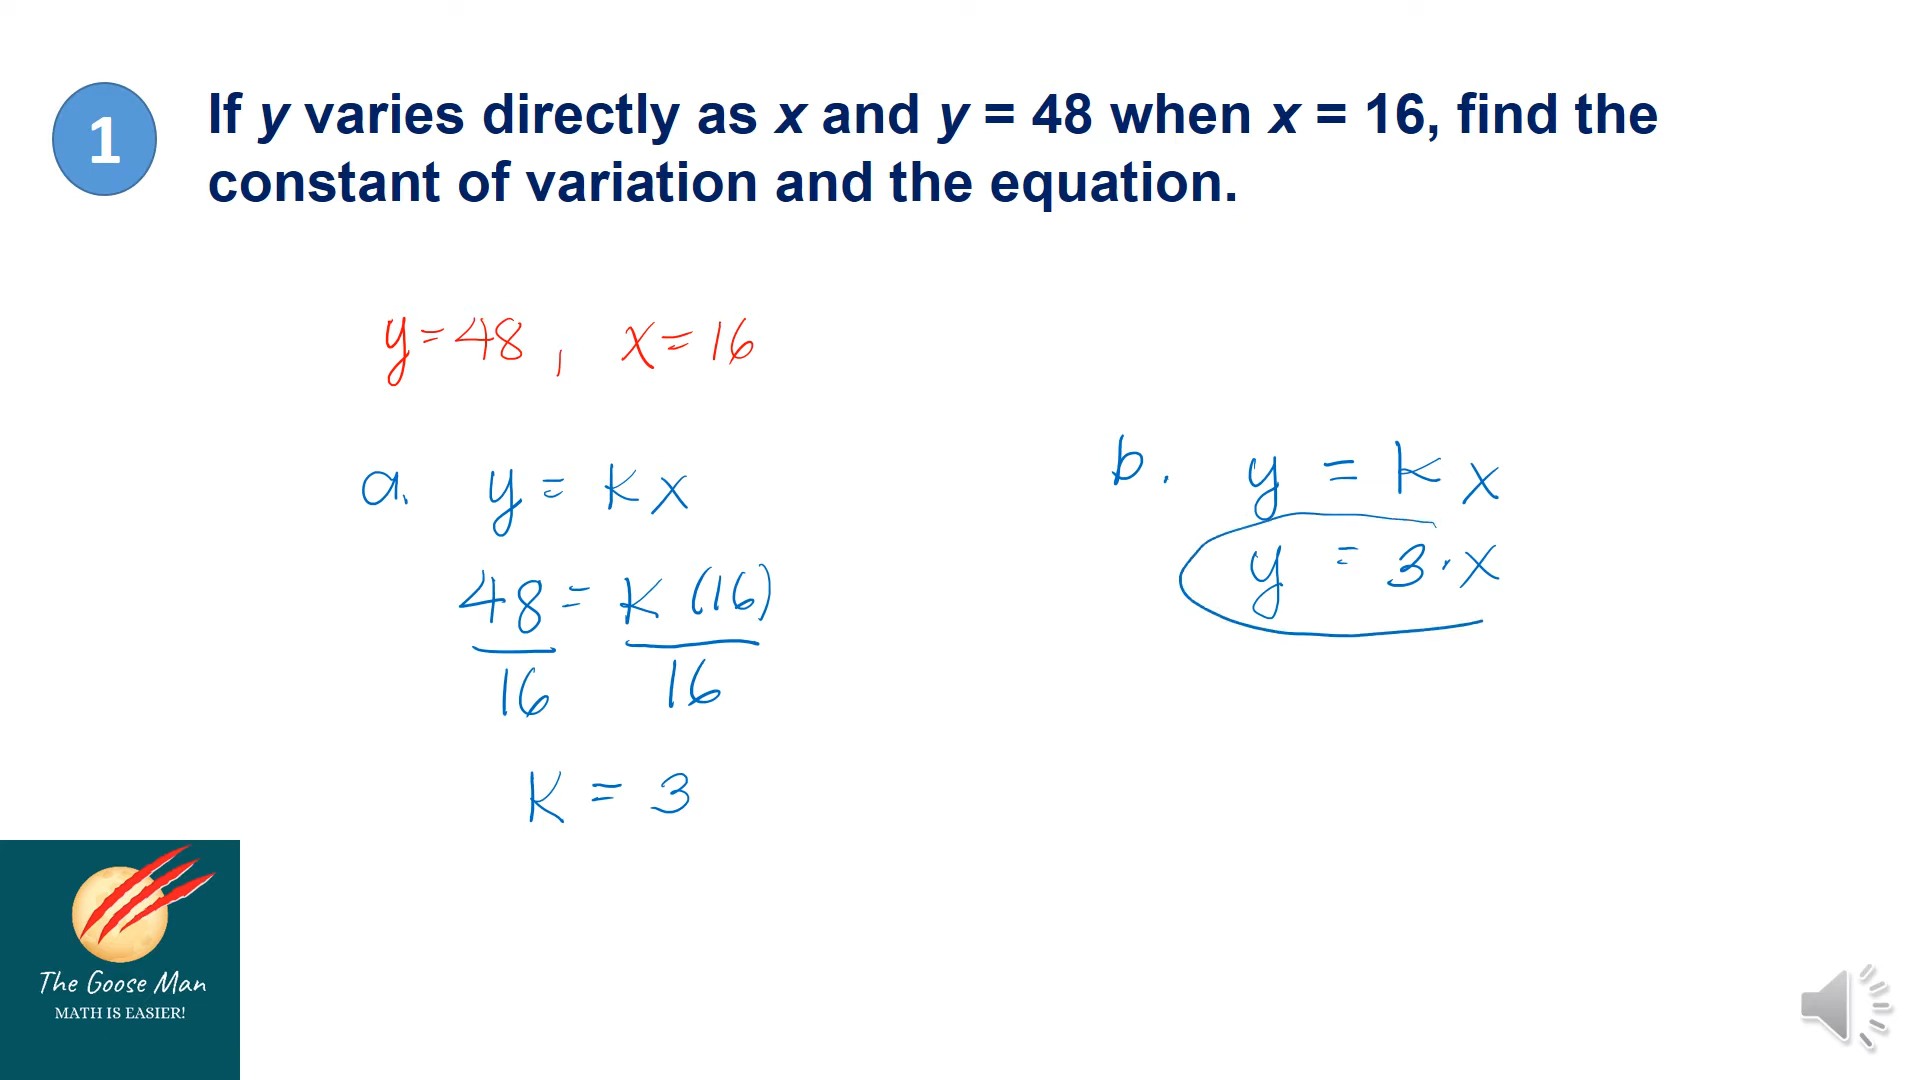 1
If y varies directly as x and y = 48 when x = 16, find the
constant of variation and the equation.
y = 48 , x = 16
a. y = kx
48 = k (16)
16 16
k = 3
b. y = kx
y = 3 · x
The Goose Man
MATH IS EASIER!